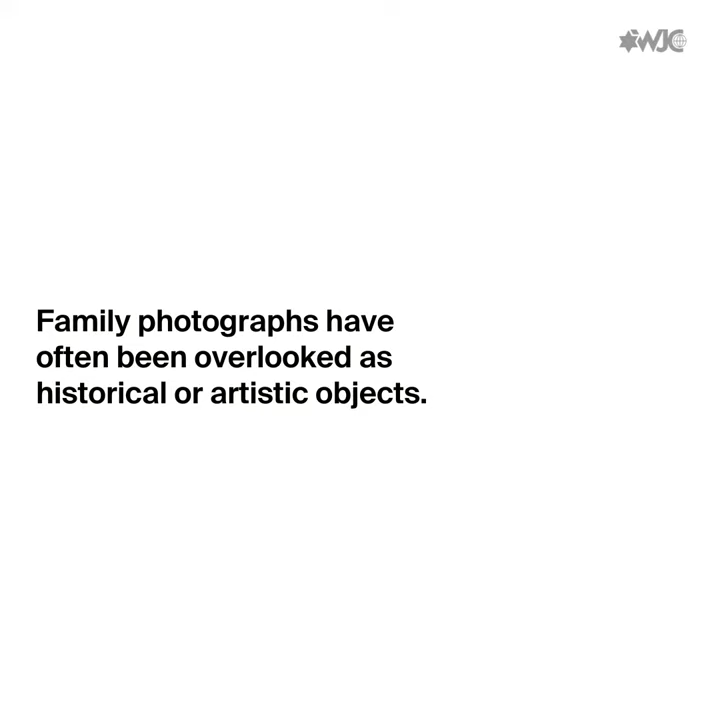 WJC
Family photographs have
often been overlooked as
historical or artistic objects.